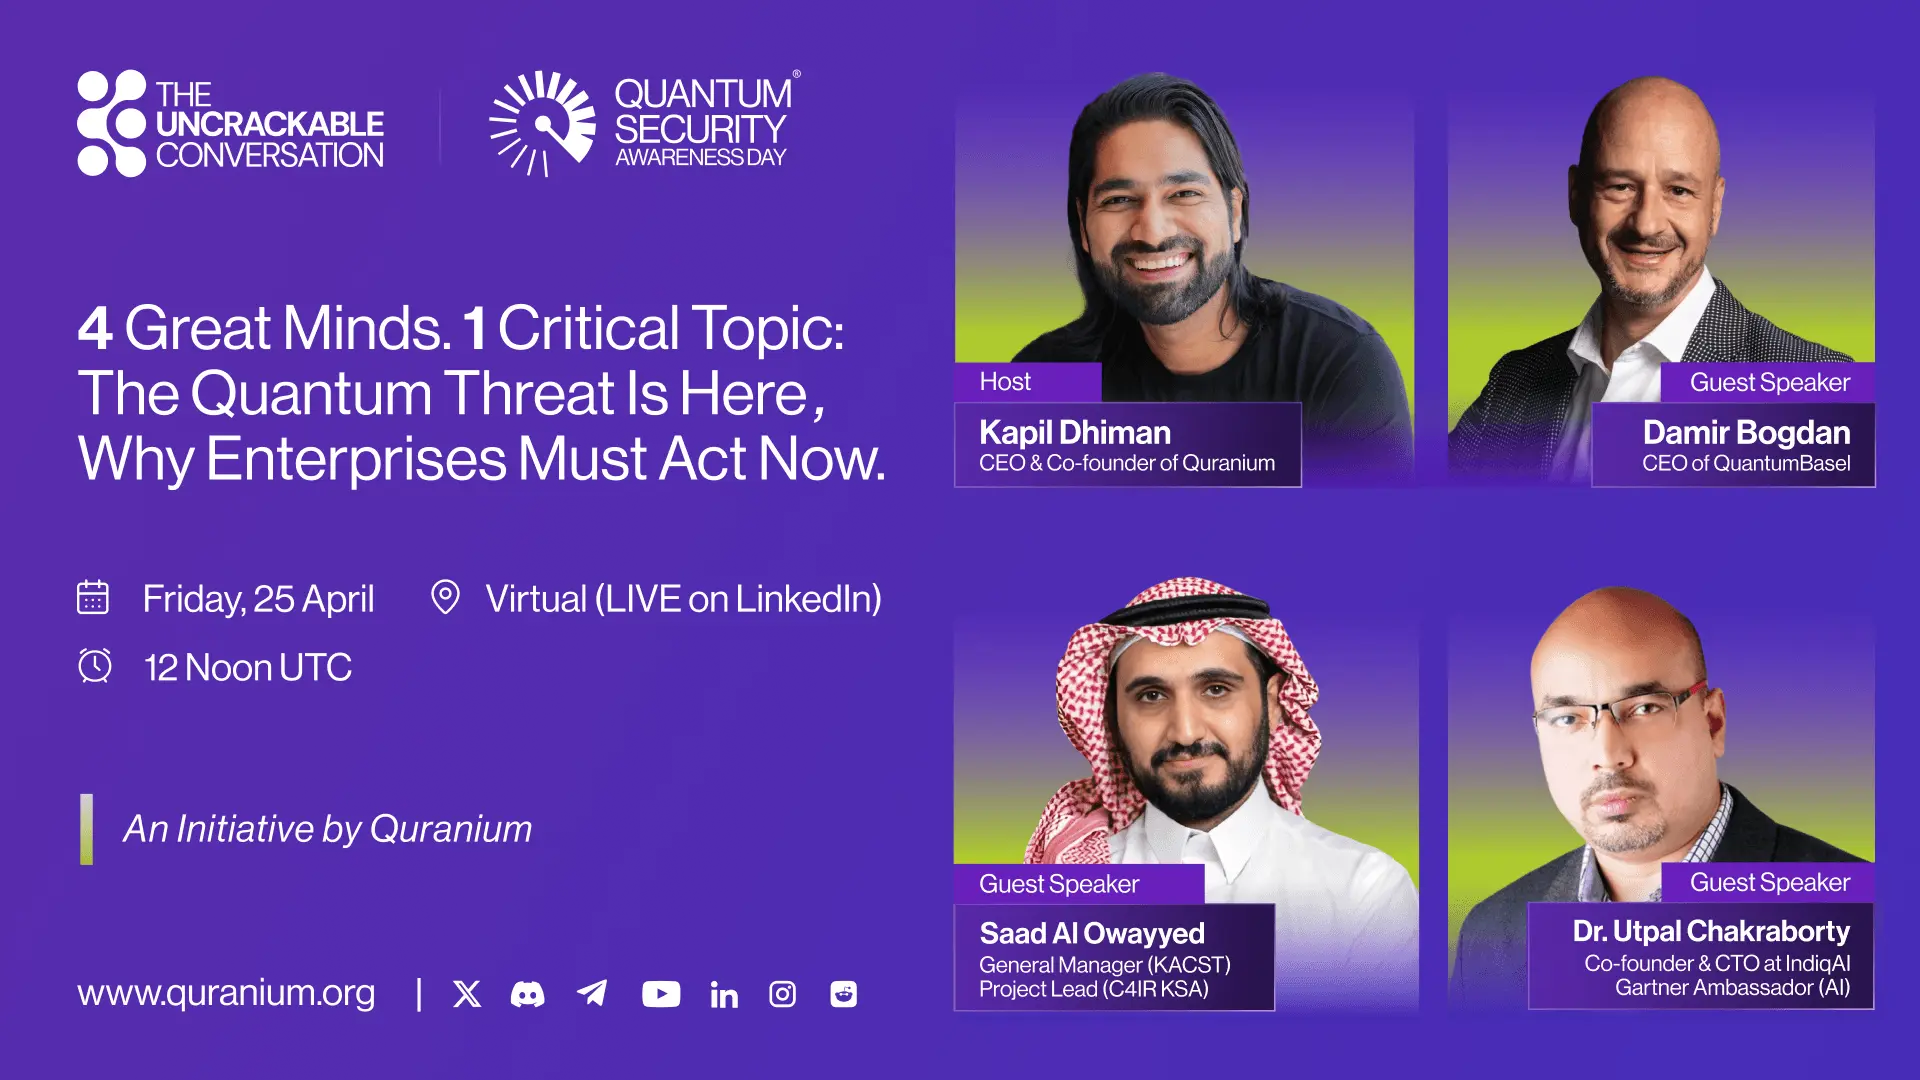 THE
UNCRACKABLE
CONVERSATION
QUANTUM®
SECURITY
AWARENESS DAY
4 Great Minds. 1 Critical Topic:
The Quantum Threat Is Here,
Why Enterprises Must Act Now.
Friday, 25 April
Virtual (LIVE on LinkedIn)
12 Noon UTC
An Initiative by Quranium
www.quranium.org |
Host
Kapil Dhiman
CEO & Co-founder of Quranium
Guest Speaker
Damir Bogdan
CEO of QuantumBasel
Guest Speaker
Saad Al Owayyed
General Manager (KACST)
Project Lead (C4IR KSA)
Guest Speaker
Dr. Utpal Chakraborty
Co-founder & CTO at IndiqAI
Gartner Ambassador (AI)